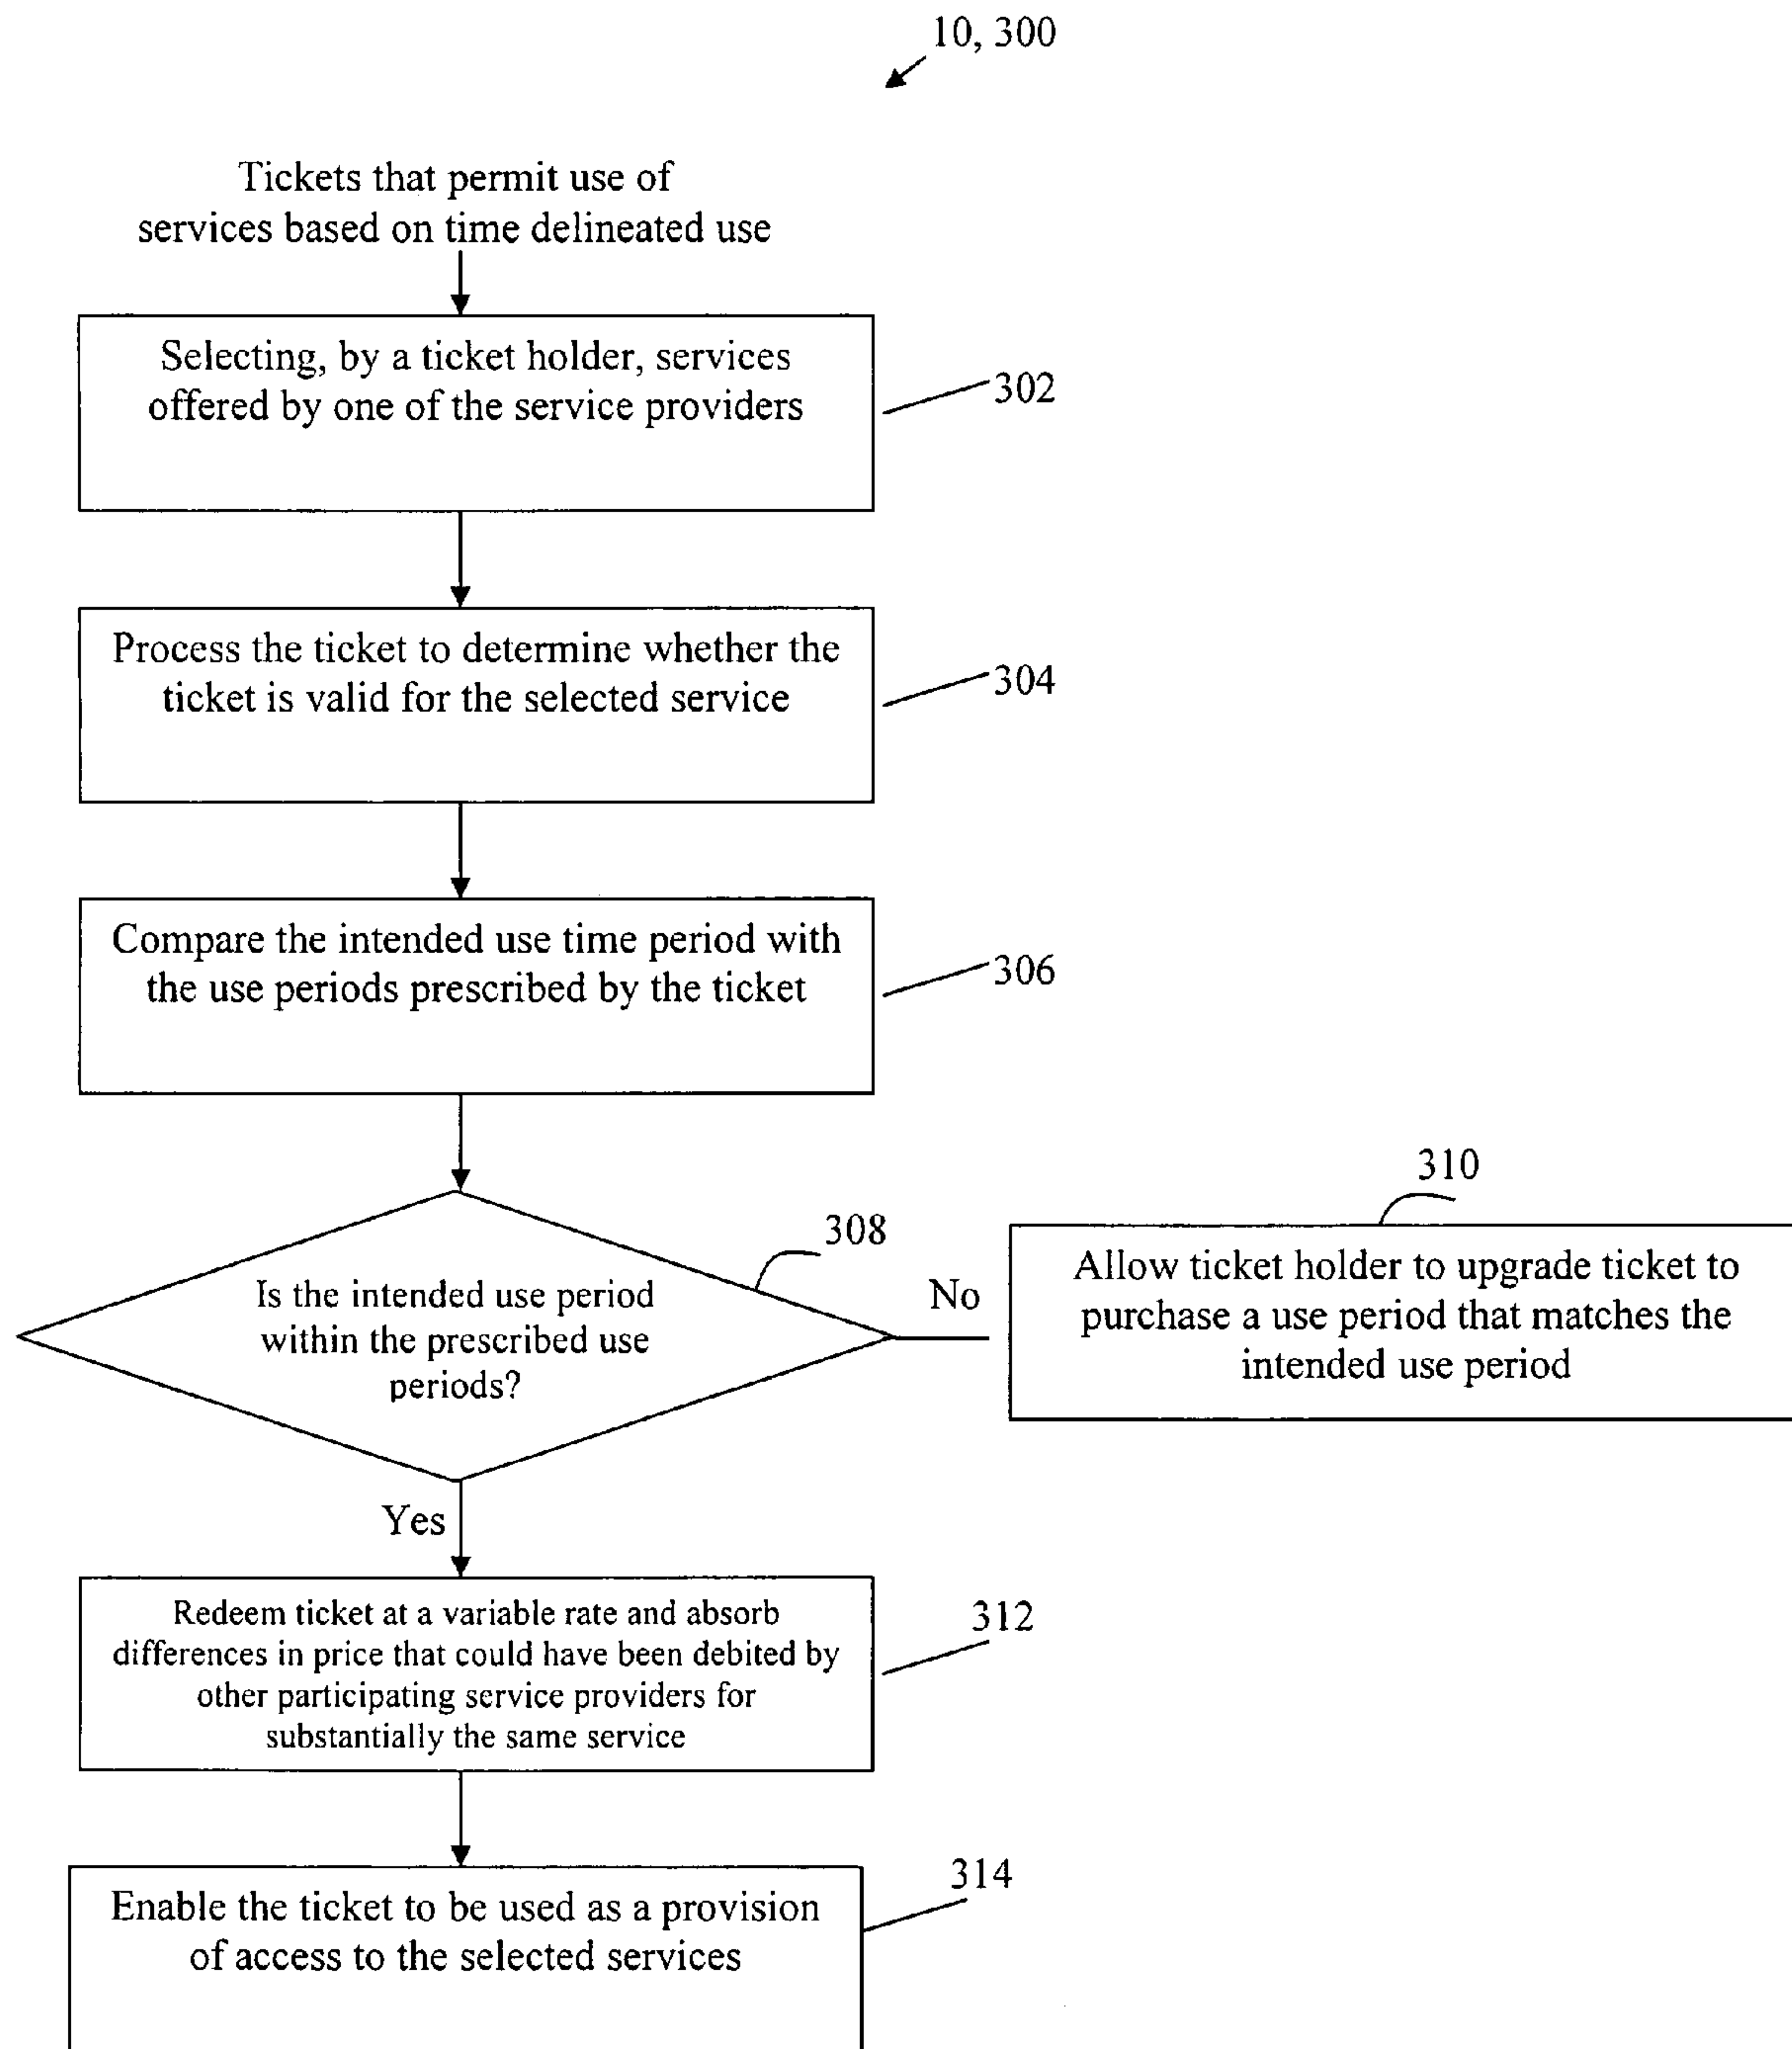 10, 300
Tickets that permit use of
services based on time delineated use
Selecting, by a ticket holder, services
offered by one of the service providers
302
Process the ticket to determine whether the
ticket is valid for the selected service
304
Compare the intended use time period with
the use periods prescribed by the ticket
306
308
Is the intended use period
within the prescribed use
periods?
No
310
Allow ticket holder to upgrade ticket to
purchase a use period that matches the
intended use period
Yes
Redeem ticket at a variable rate and absorb
differences in price that could have been debited by
other participating service providers for
substantially the same service
312
Enable the ticket to be used as a provision
of access to the selected services
314